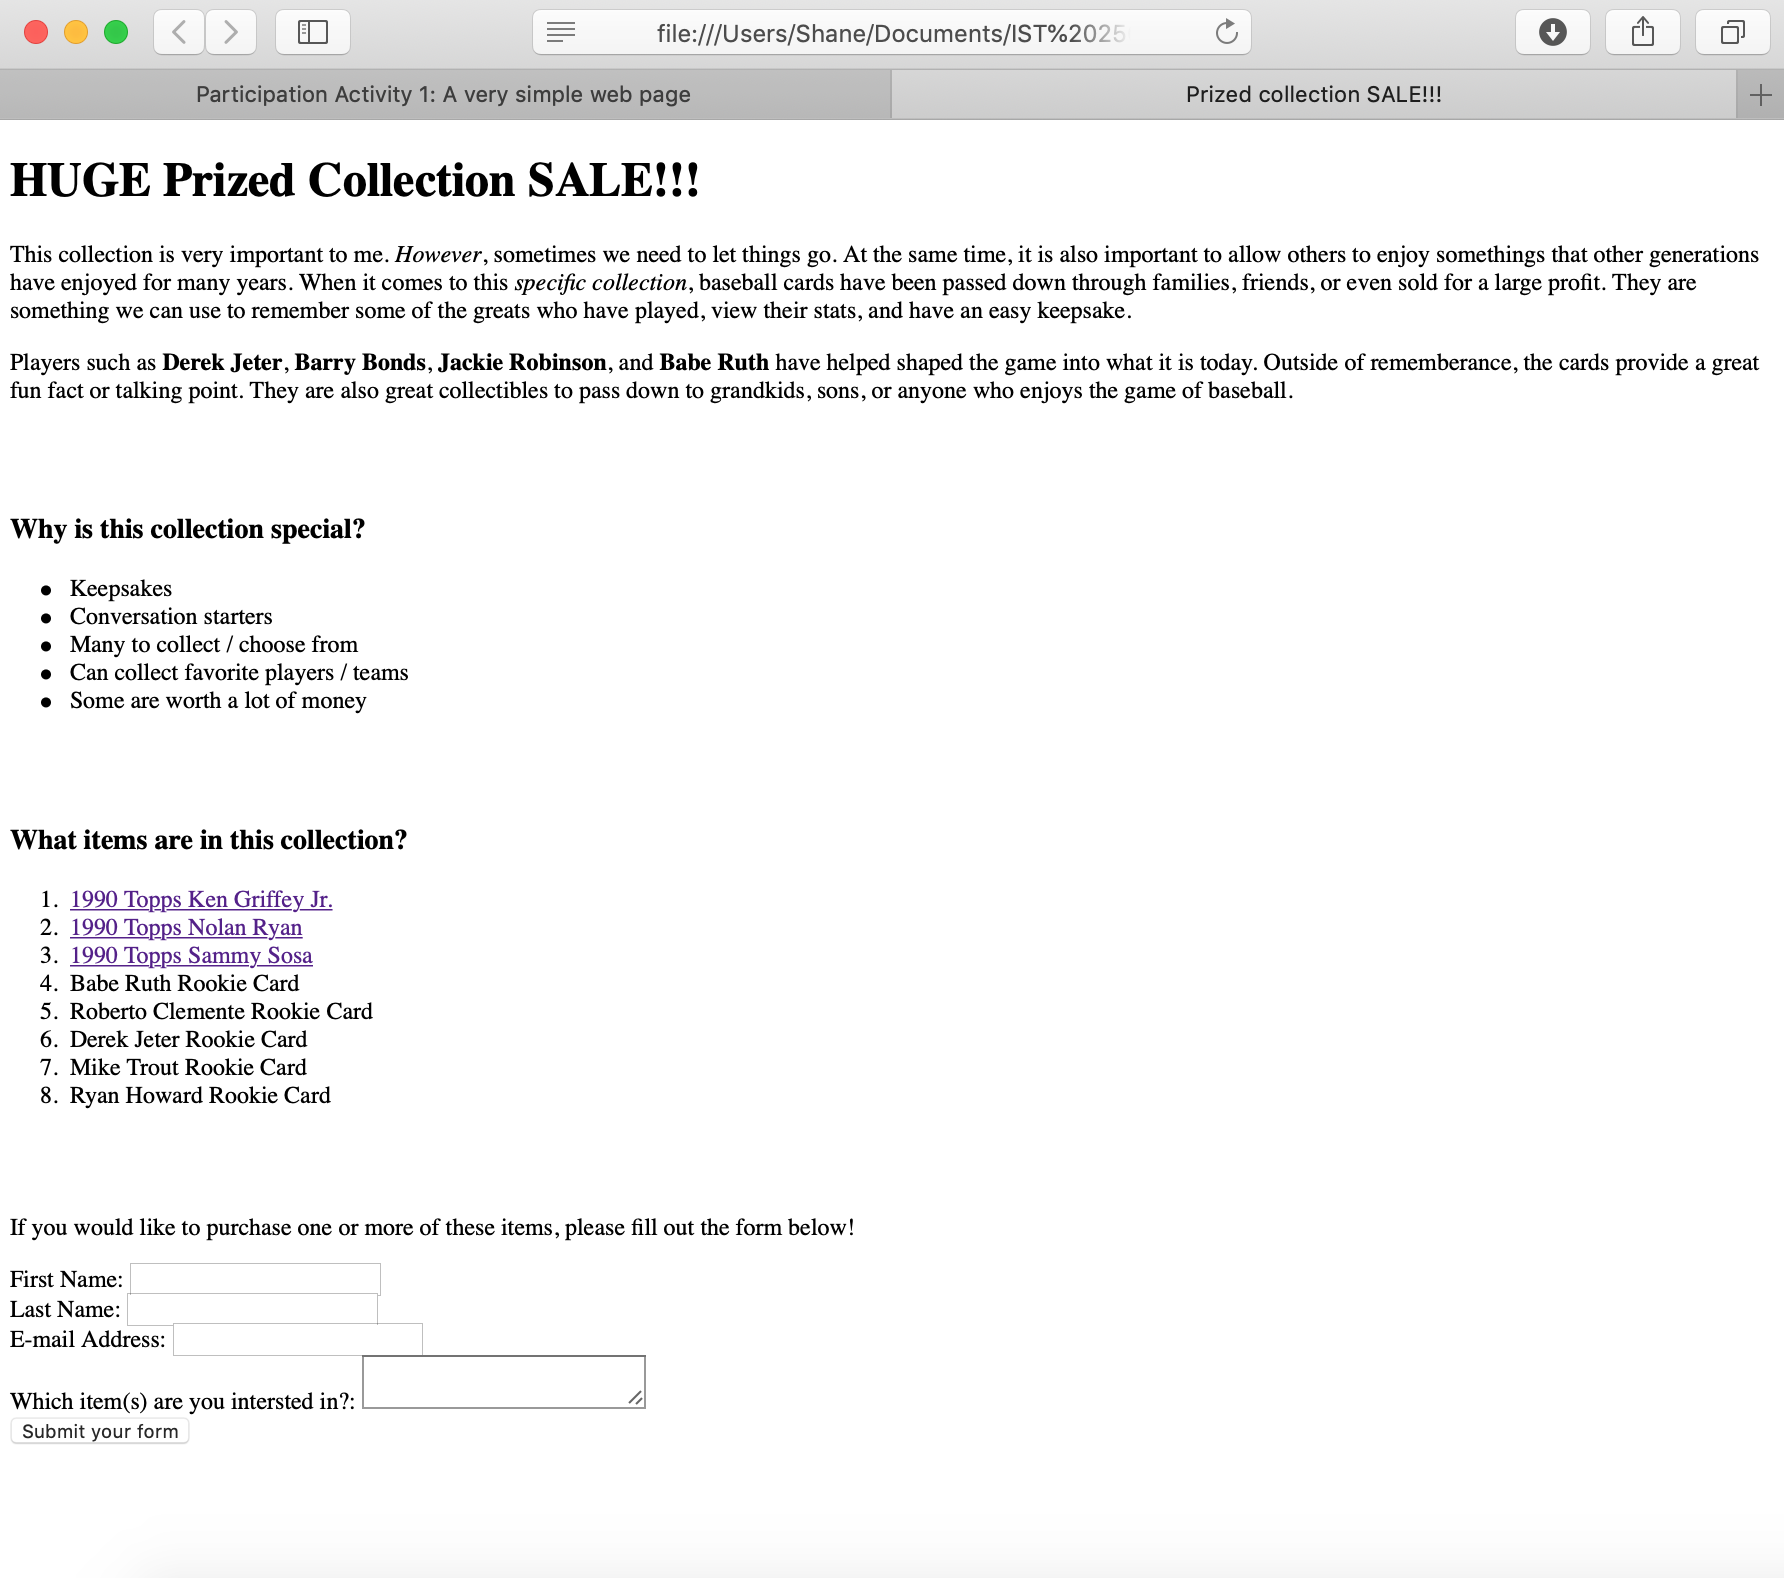 file:///Users/Shane/Documents/IST%2025
Participation Activity 1: A very simple web page
Prized collection SALE!!!
HUGE Prized Collection SALE!!!
This collection is very important to me. However, sometimes we need to let things go. At the same time, it is also important to allow others to enjoy somethings that other generations
have enjoyed for many years. When it comes to this specific collection, baseball cards have been passed down through families, friends, or even sold for a large profit. They are
something we can use to remember some of the greats who have played, view their stats, and have an easy keepsake.
Players such as Derek Jeter, Barry Bonds, Jackie Robinson, and Babe Ruth have helped shaped the game into what it is today. Outside of rememberance, the cards provide a great
fun fact or talking point. They are also great collectibles to pass down to grandkids, sons, or anyone who enjoys the game of baseball.
Why is this collection special?
• Keepsakes
• Conversation starters
• Many to collect / choose from
• Can collect favorite players / teams
• Some are worth a lot of money
What items are in this collection?
1. 1990 Topps Ken Griffey Jr.
2. 1990 Topps Nolan Ryan
3. 1990 Topps Sammy Sosa
4. Babe Ruth Rookie Card
5. Roberto Clemente Rookie Card
6. Derek Jeter Rookie Card
7. Mike Trout Rookie Card
8. Ryan Howard Rookie Card
If you would like to purchase one or more of these items, please fill out the form below!
First Name:
Last Name:
E-mail Address:
Which item(s) are you intersted in?:
Submit your form